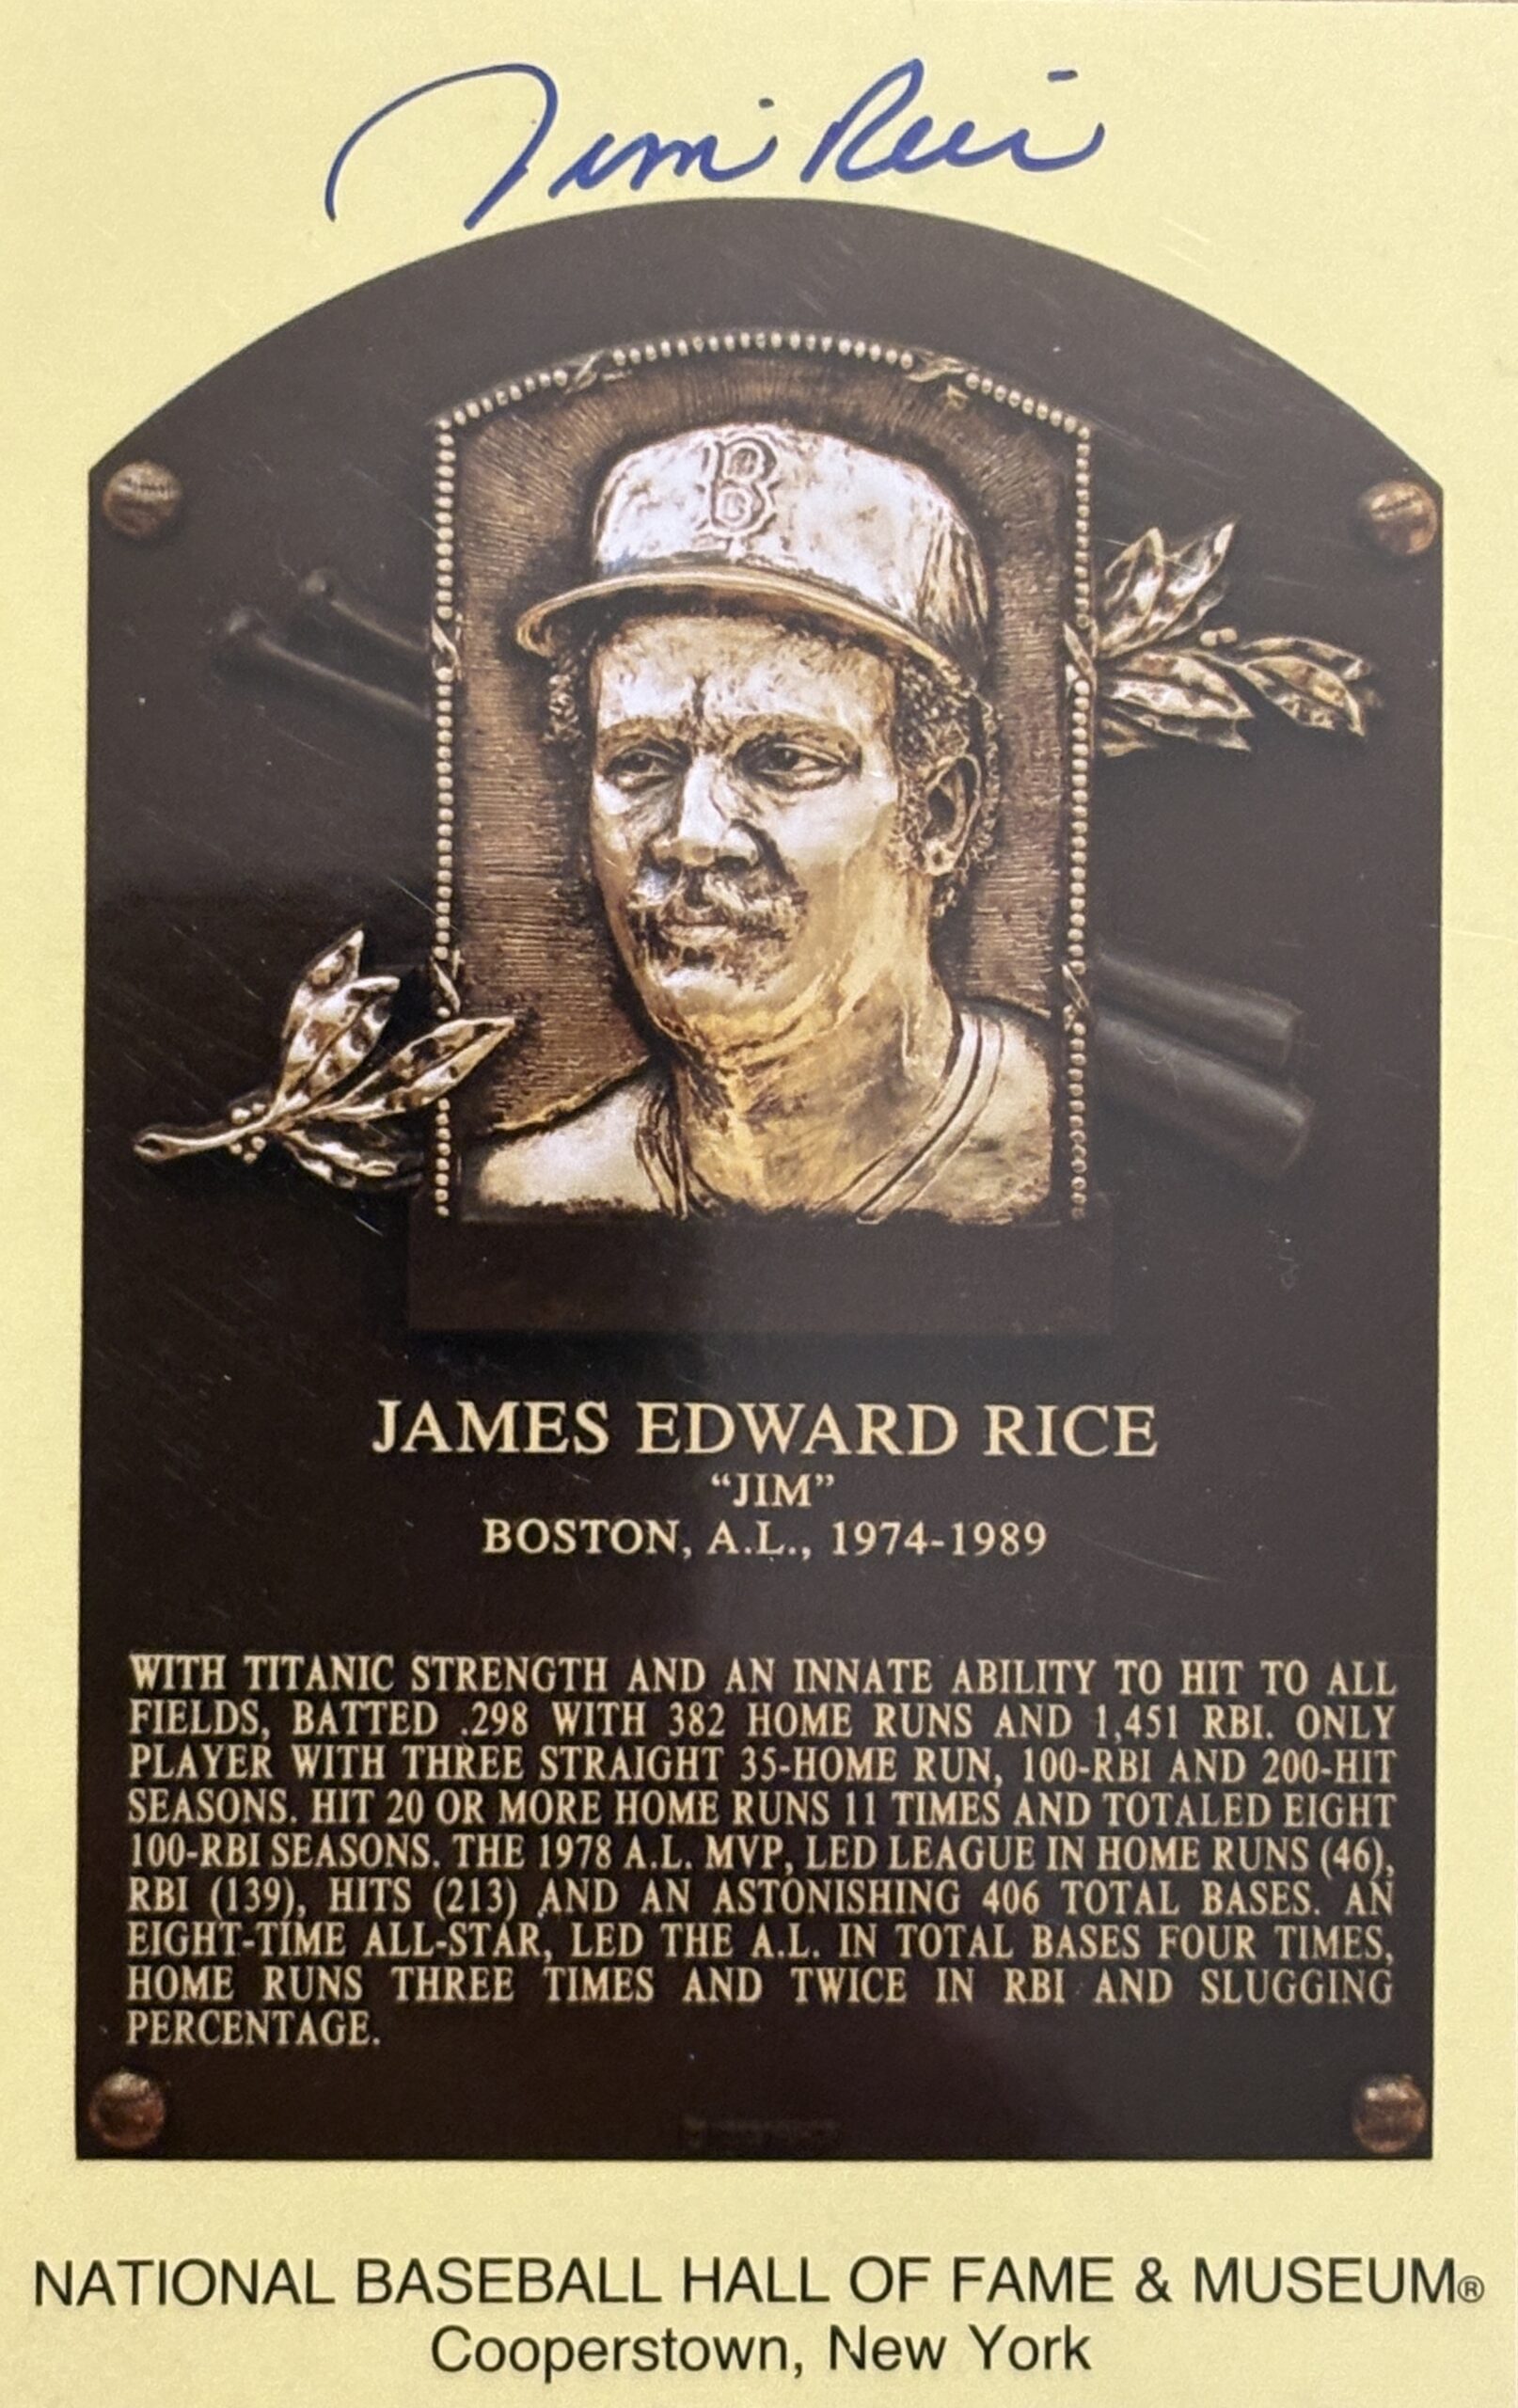 Jim Rice
B
JAMES EDWARD RICE
“JIM”
BOSTON, A.L., 1974-1989
WITH TITANIC STRENGTH AND AN INNATE ABILITY TO HIT TO ALL
FIELDS, BATTED .298 WITH 382 HOME RUNS AND 1,451 RBI. ONLY
PLAYER WITH THREE STRAIGHT 35-HOME RUN, 100-RBI AND 200-HIT
SEASONS. HIT 20 OR MORE HOME RUNS 11 TIMES AND TOTALED EIGHT
100-RBI SEASONS. THE 1978 A.L. MVP, LED LEAGUE IN HOME RUNS (46),
RBI (139), HITS (213) AND AN ASTONISHING 406 TOTAL BASES. AN
EIGHT-TIME ALL-STAR, LED THE A.L. IN TOTAL BASES FOUR TIMES,
HOME RUNS THREE TIMES AND TWICE IN RBI AND SLUGGING
PERCENTAGE.
NATIONAL BASEBALL HALL OF FAME & MUSEUM®
Cooperstown, New York